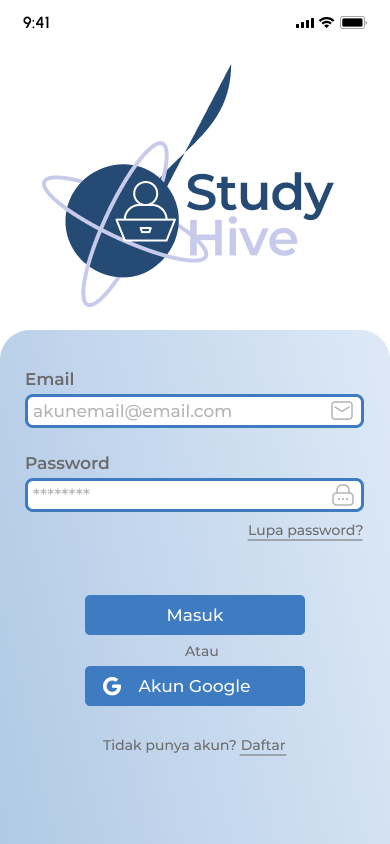 9:41
Study
Hive
Email
akunemail@email.com
Password
********
Lupa password?
Masuk
Atau
G Akun Google
Tidak punya akun? Daftar